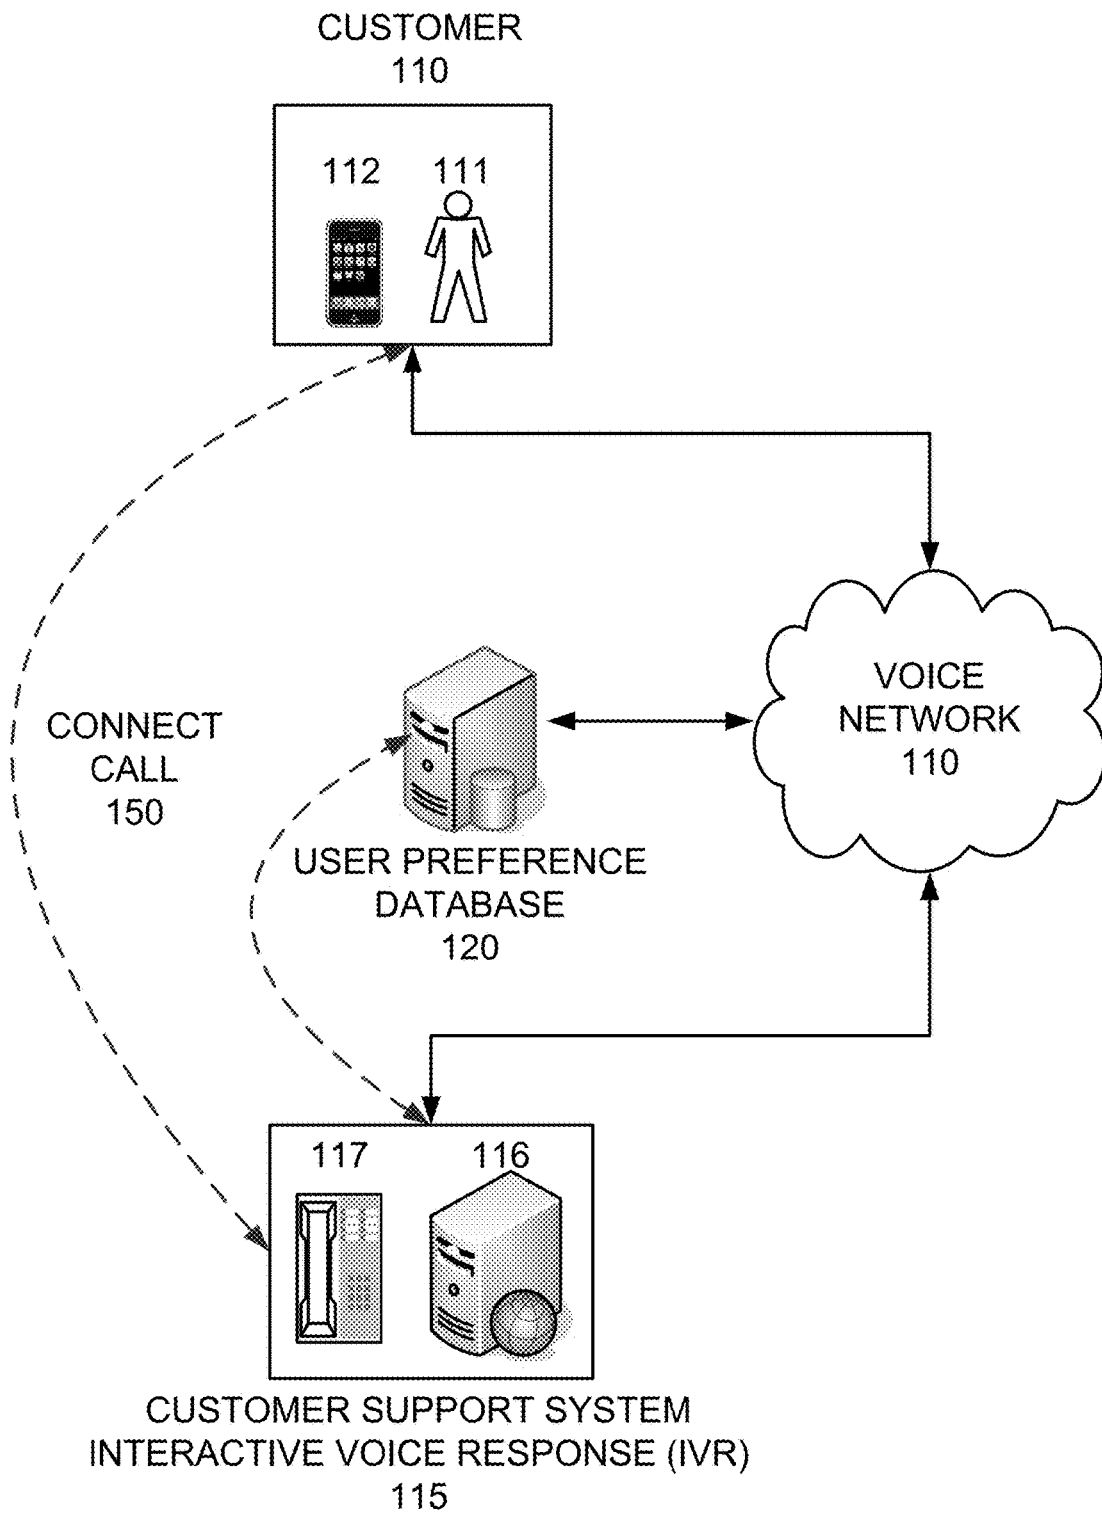 CUSTOMER
110
112
111
VOICE
NETWORK
110
CONNECT
CALL
150
USER PREFERENCE
DATABASE
120
117
116
CUSTOMER SUPPORT SYSTEM
INTERACTIVE VOICE RESPONSE (IVR)
115